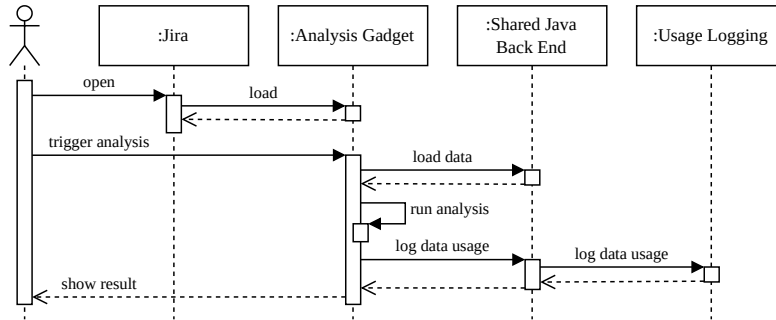 :Jira
:Analysis Gadget
:Shared Java
Back End
:Usage Logging
open
load
trigger analysis
load data
run analysis
log data usage
log data usage
show result